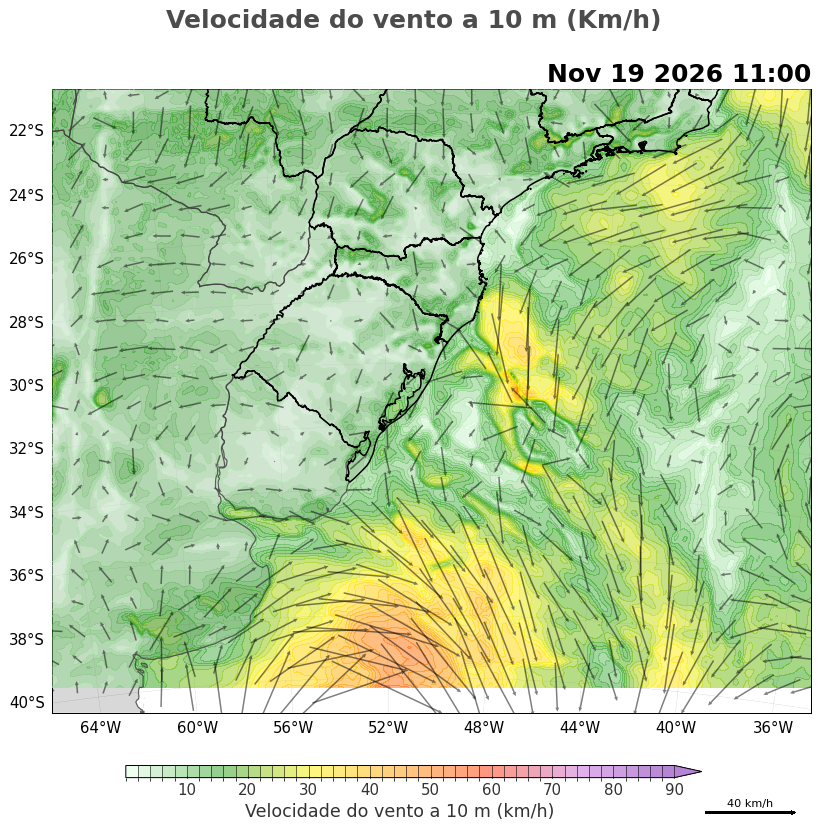 Velocidade do vento a 10 m (Km/h)
Nov 19 2026 11:00
22°S
24°S
26°S
28°S
30°S
32°S
34°S
36°S
38°S
40°S
64°W 60°W 56°W 52°W 48°W 44°W 40°W 36°W
10 20 30 40 50 60 70 80 90
Velocidade do vento a 10 m (km/h)
40 km/h